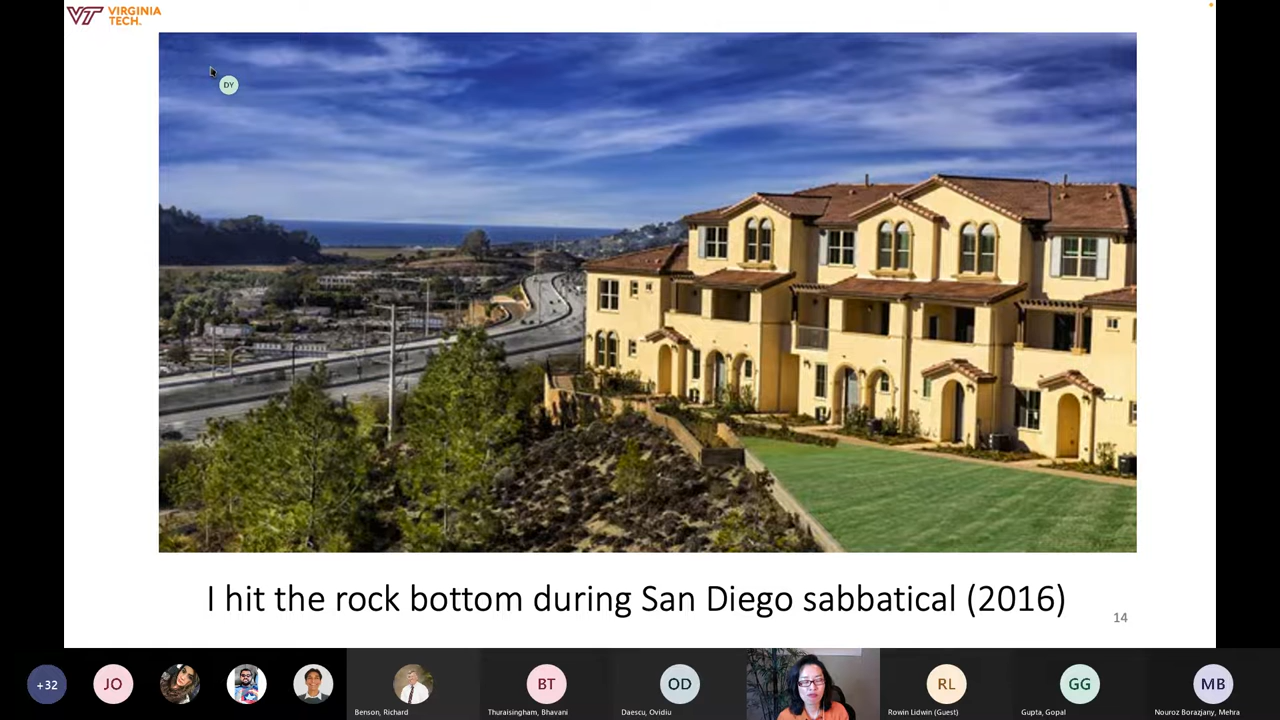 VT VIRGINIA
TECH.
DY
I hit the rock bottom during San Diego sabbatical (2016)
14
+32
JO
BT
OD
RL
GG
MB
Benson, Richard
Thuraisingham, Bhavani
Daescu, Ovidiu
Rowin Lidwin (Guest)
Gupta, Gopal
Nouroz Borazjany, Mehra